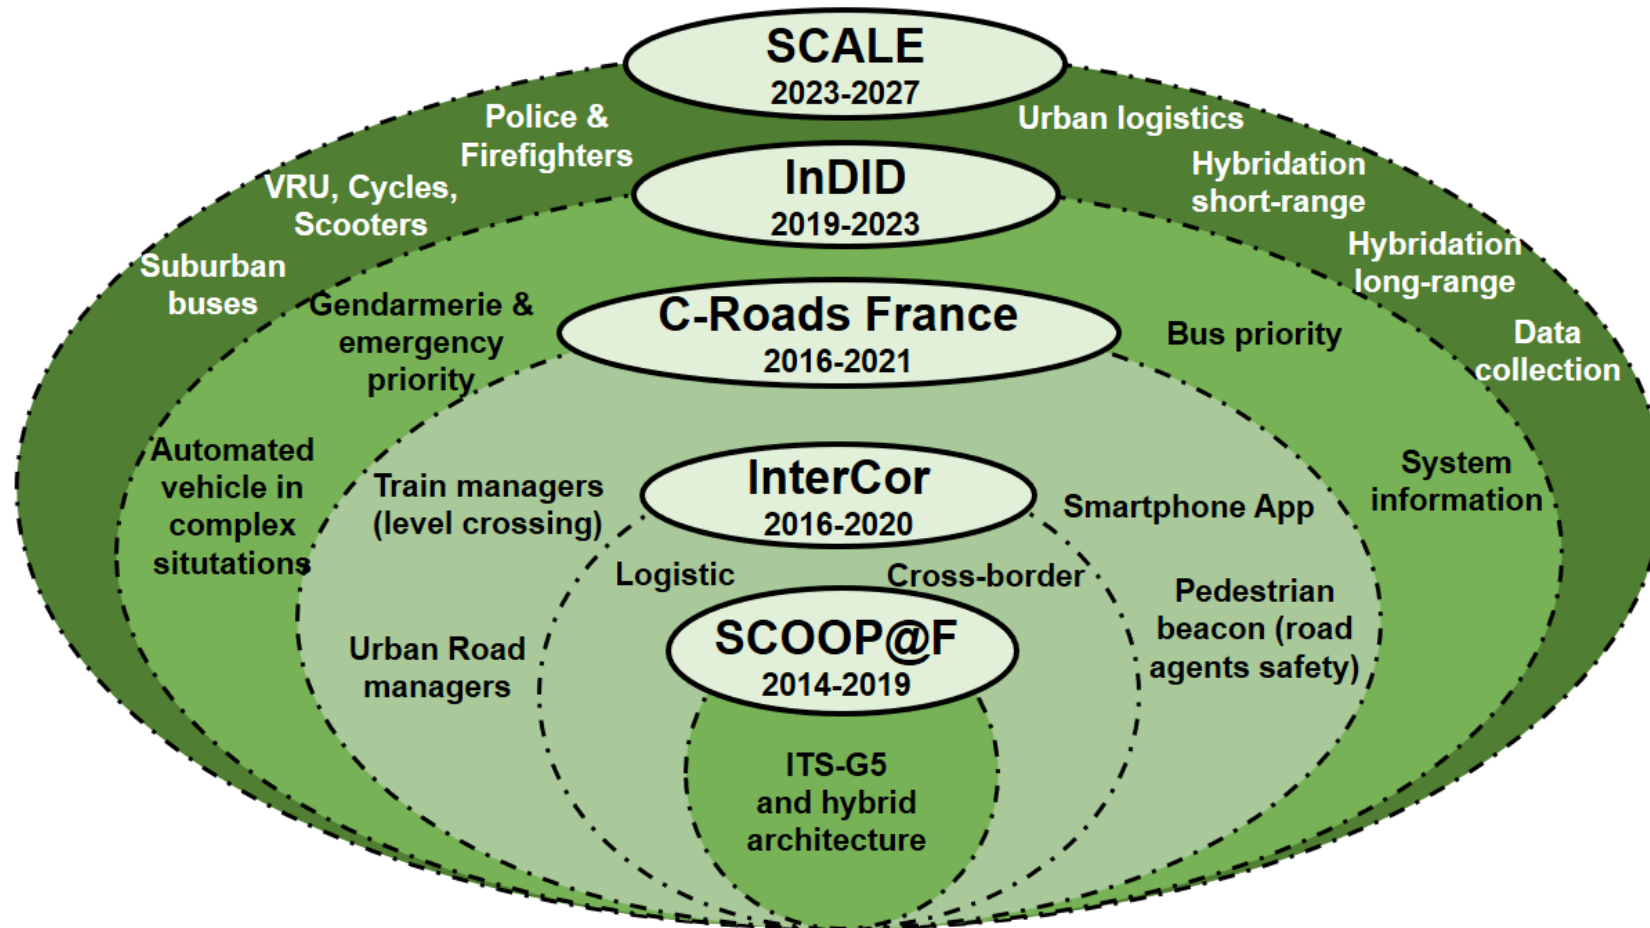 SCALE
2023-2027
Police &
Firefighters
Urban logistics
VRU, Cycles,
Scooters
InDID
2019-2023
Hybridation
short-range
Suburban
buses
Hybridation
long-range
Gendarmerie &
emergency
priority
C-Roads France
2016-2021
Bus priority
Data
collection
Automated
vehicle in
complex
situtations
Train managers
(level crossing)
InterCor
2016-2020
Smartphone App
System
information
Logistic
Cross-border
Urban Road
managers
SCOOP@F
2014-2019
Pedestrian
beacon (road
agents safety)
ITS-G5
and hybrid
architecture